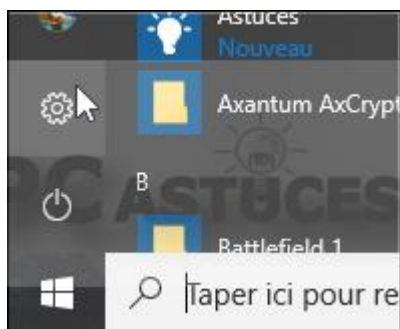 Astuces
Nouveau
Axantum AxCrypt
B
PC ASTUCES
Battlefield 1
Taper ici pour re